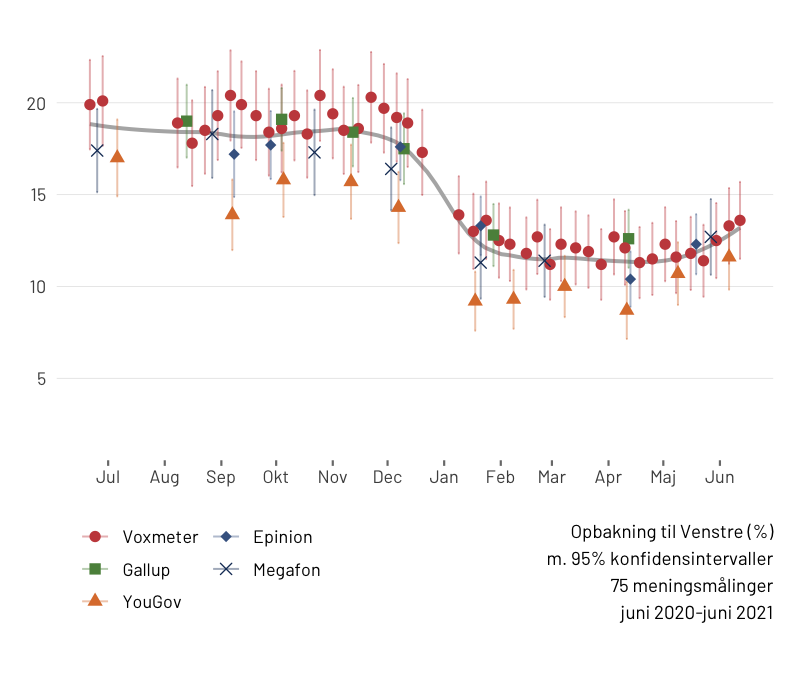 20
15
10
5
Jul Aug Sep Okt Nov Dec Jan Feb Mar Apr Maj Jun
Voxmeter Epinion
Gallup Megafon
YouGov
Opbakning til Venstre (%)
m. 95% konfidensintervaller
75 meningsmålinger
juni 2020-juni 2021